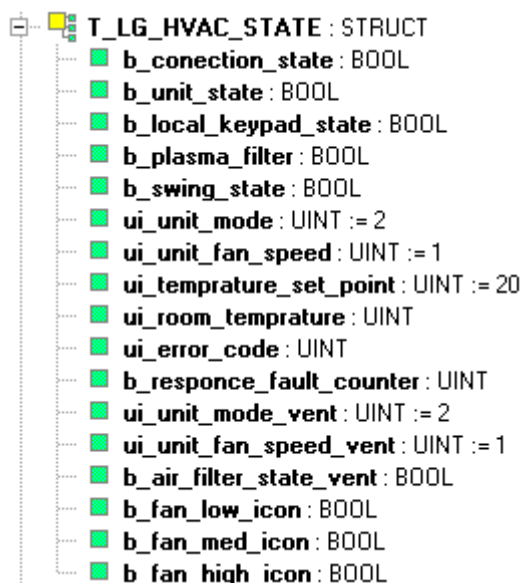 T_LG_HVAC_STATE : STRUCT
b_conection_state : BOOL
b_unit_state : BOOL
b_local_keypad_state : BOOL
b_plasma_filter : BOOL
b_swing_state : BOOL
ui_unit_mode : UINT := 2
ui_unit_fan_speed : UINT := 1
ui_temprature_set_point : UINT := 20
ui_room_temprature : UINT
ui_error_code : UINT
b_responce_fault_counter : UINT
ui_unit_mode_vent : UINT := 2
ui_unit_fan_speed_vent : UINT := 1
b_air_filter_state_vent : BOOL
b_fan_low_icon : BOOL
b_fan_med_icon : BOOL
b_fan_high_icon : BOOL